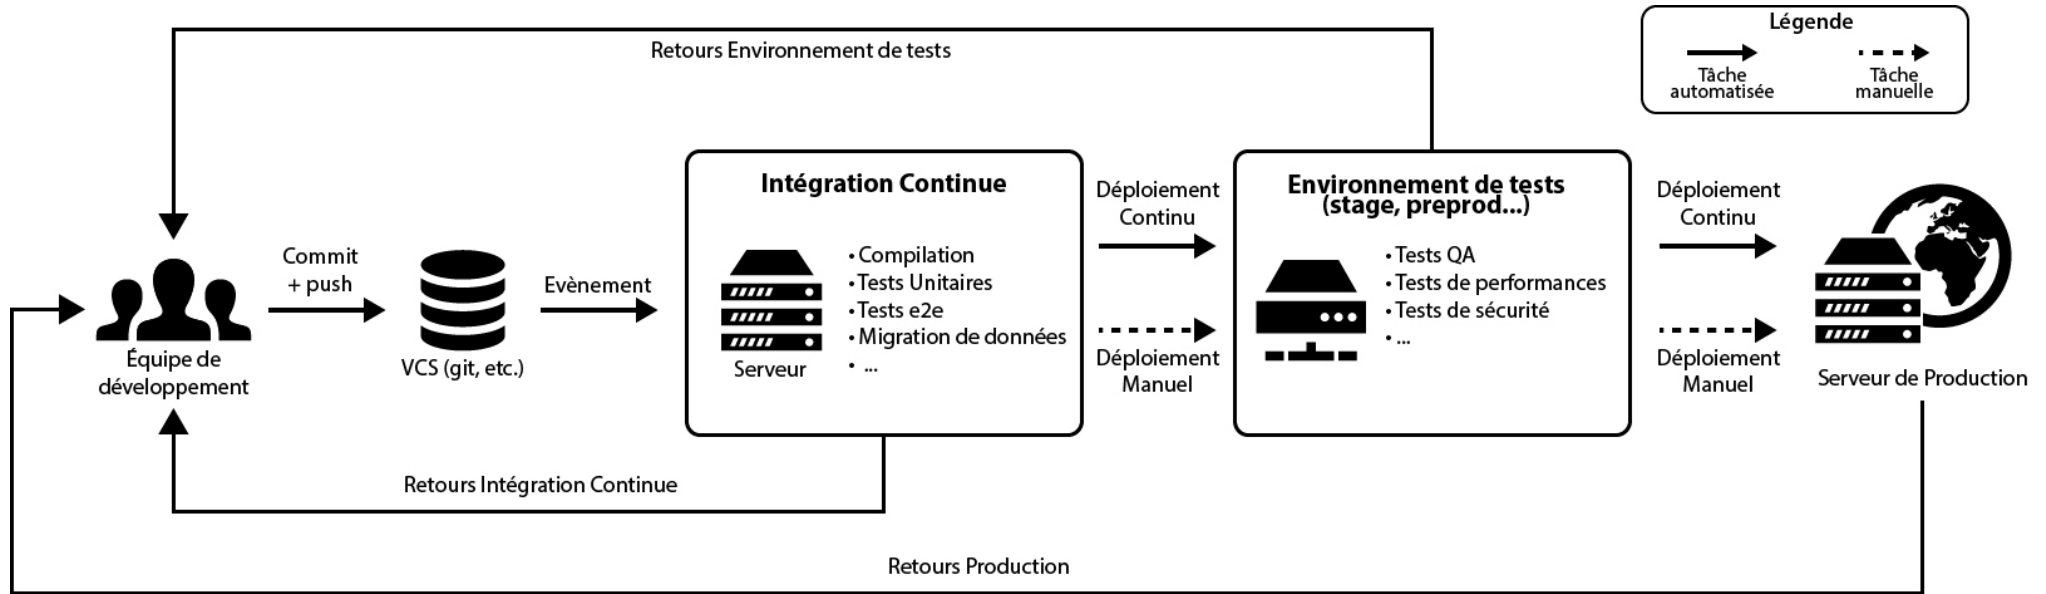 Légende
Tâche
automatisée
Tâche
manuelle
Retours Environnement de tests
Équipe de
développement
Commit
+ push
VCS (git, etc.)
Evènement
Intégration Continue
Serveur
• Compilation
• Tests Unitaires
• Tests e2e
• Migration de données
• ...
Déploiement
Continu
Déploiement
Manuel
Environnement de tests
(stage, preprod...)
• Tests QA
• Tests de performances
• Tests de sécurité
• ...
Déploiement
Continu
Déploiement
Manuel
Serveur de Production
Retours Intégration Continue
Retours Production